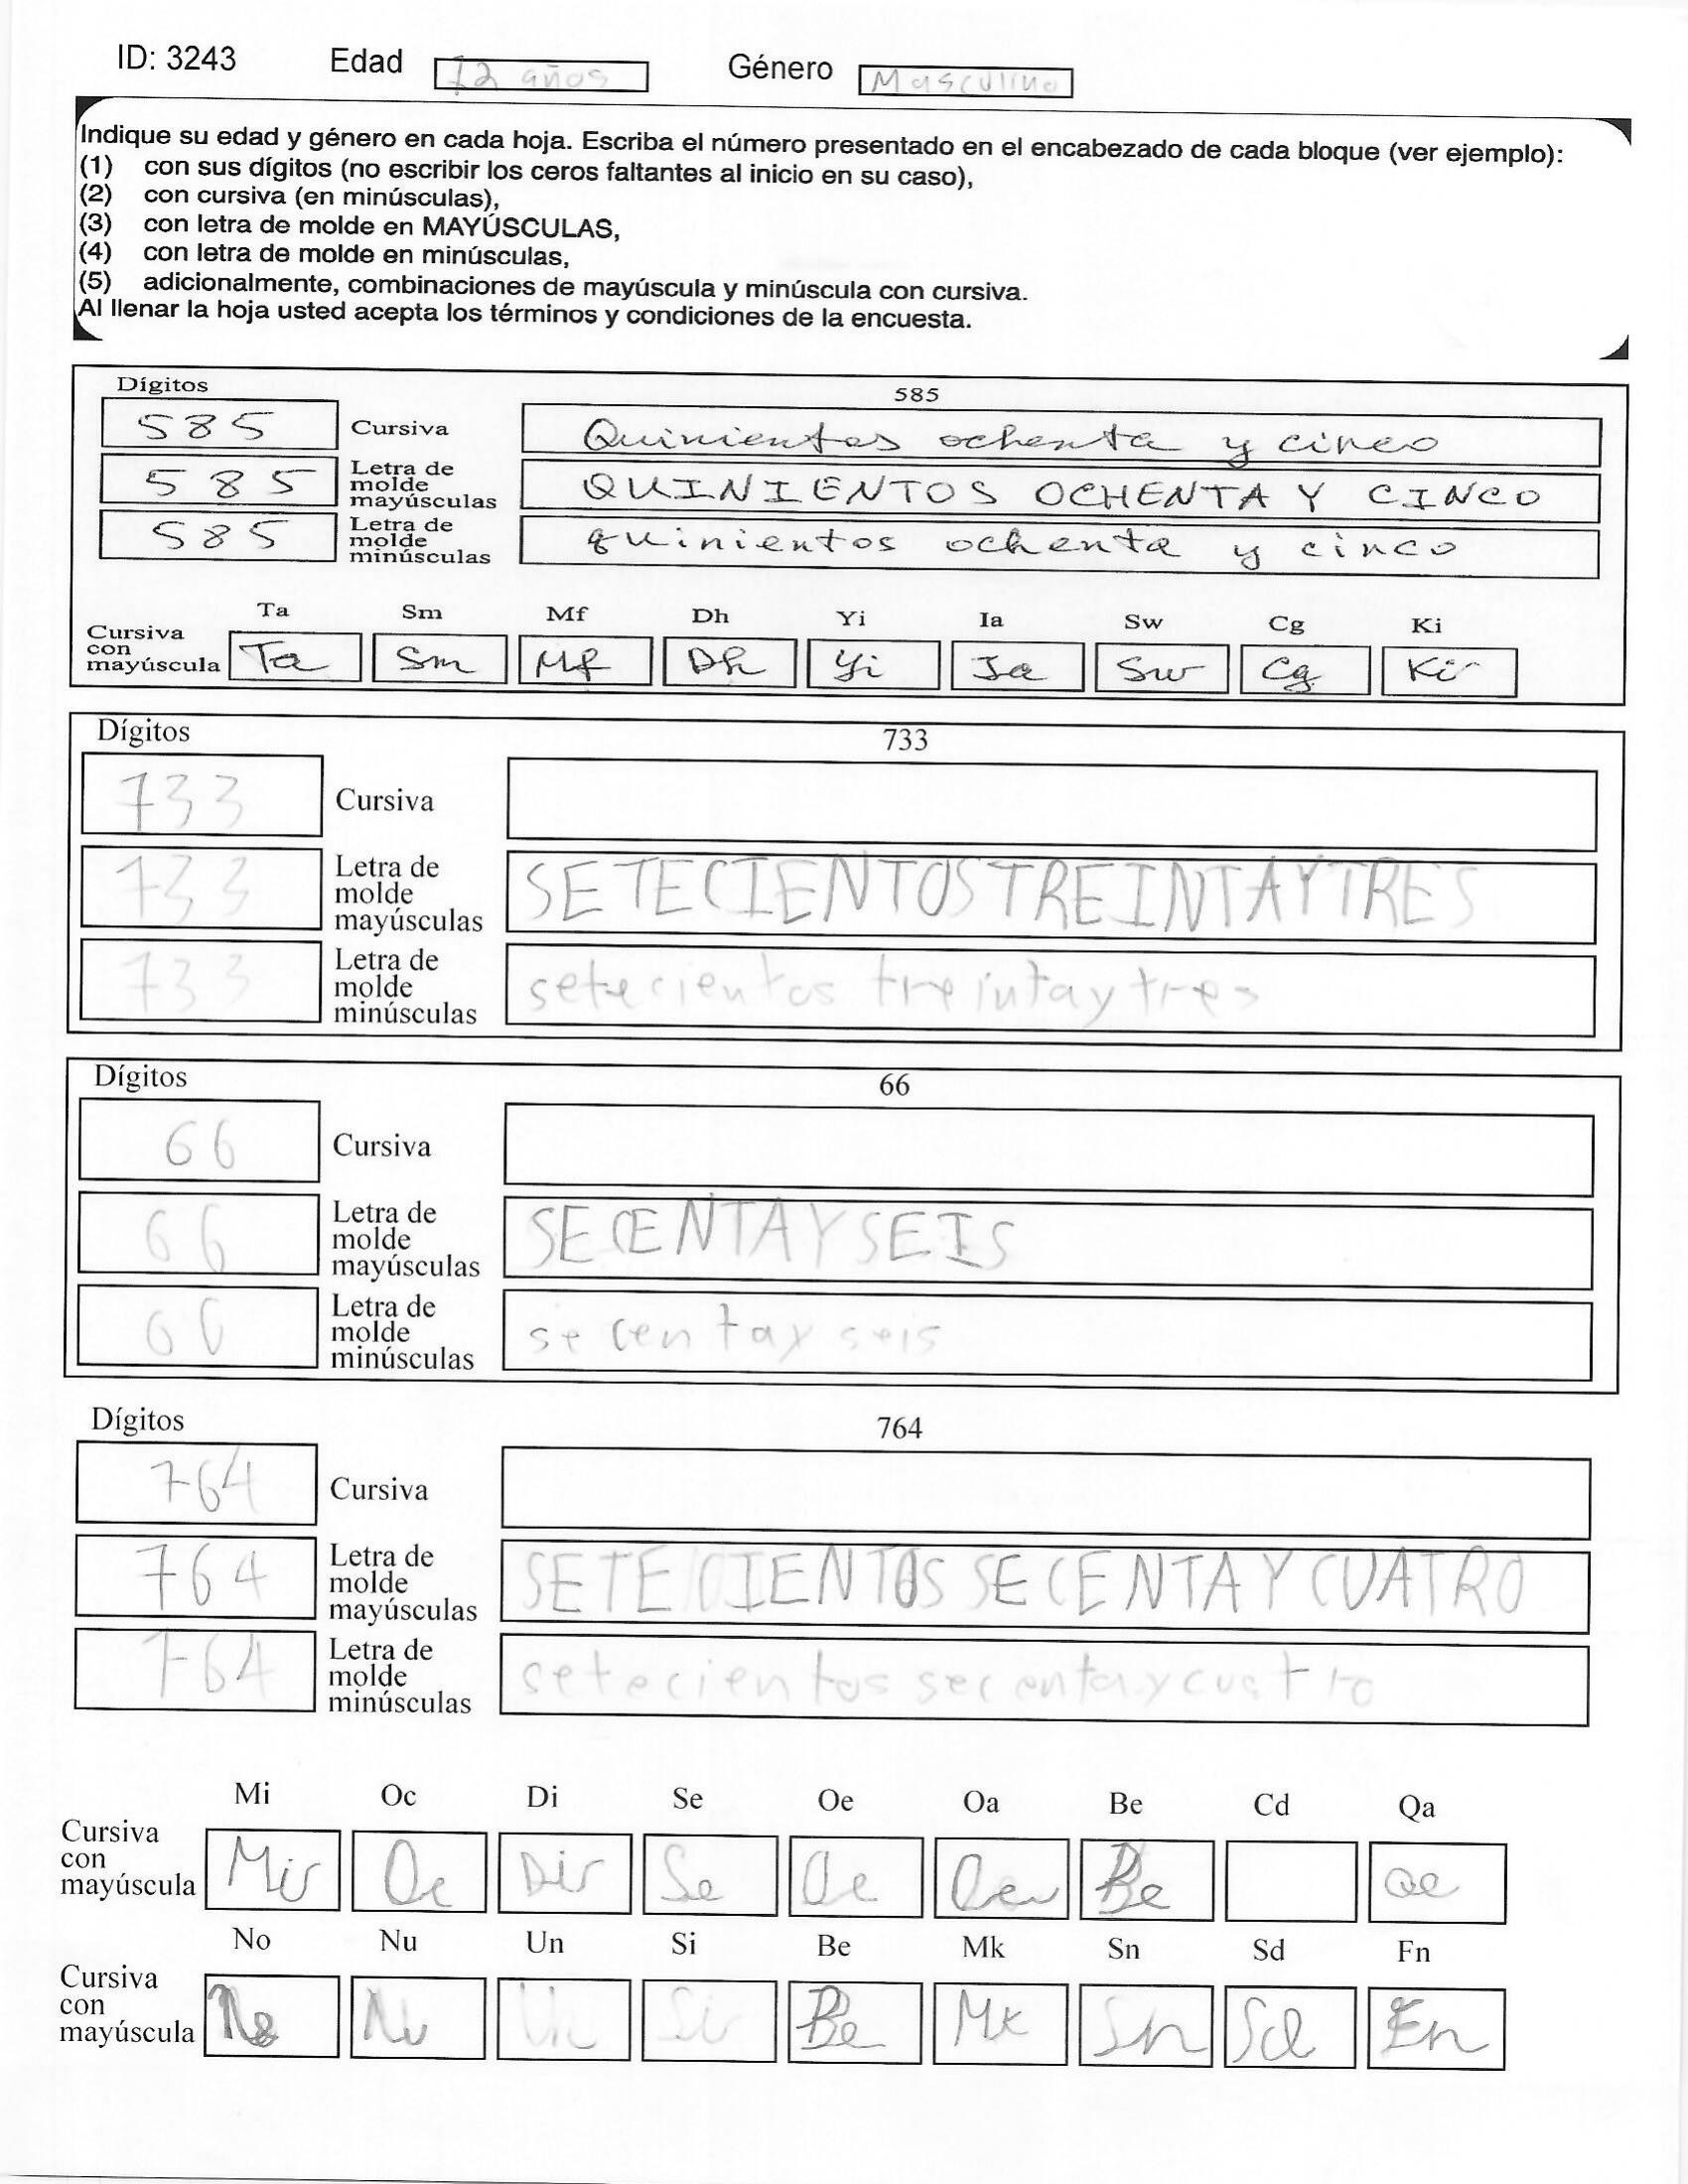 ID: 3243 Edad 12 años Género Masculino
Indique su edad y género en cada hoja. Escriba el número presentado en el encabezado de cada bloque (ver ejemplo):
(1) con sus dígitos (no escribir los ceros faltantes al inicio en su caso),
(2) con cursiva (en minúsculas),
(3) con letra de molde en MAYÚSCULAS,
(4) con letra de molde en minúsculas,
(5) adicionalmente, combinaciones de mayúscula y minúscula con cursiva.
Al llenar la hoja usted acepta los términos y condiciones de la encuesta.
Dígitos 585
585 Cursiva Quinientos ochenta y cinco
585 Letra de molde mayúsculas QUINIENTOS OCHENTA Y CINCO
585 Letra de molde minúsculas quinientos ochenta y cinco
Ta Sm Mf Dh Yi Ia Sw Cg Ki
Cursiva con mayúscula Ta Sm Mf Dh Yi Ia Sw Cg Ki
Dígitos 733
733 Cursiva
733 Letra de molde mayúsculas SETECIENTOS TREINTAYTRES
733 Letra de molde minúsculas setecientos treintaytres
Dígitos 66
66 Cursiva
66 Letra de molde mayúsculas SECENTAYSEIS
66 Letra de molde minúsculas secentayseis
Dígitos 764
764 Cursiva
764 Letra de molde mayúsculas SETECIENTOS SECENTAYCUATRO
764 Letra de molde minúsculas setecientos secentaycuatro
Mi Oc Di Se Oe Oa Be Cd Qa
Cursiva con mayúscula Mi Oc Di Se Oe Oa Be Qa
No Nu Un Si Be Mk Sn Sd Fn
Cursiva con mayúscula No Nu Un Si Be Mk Sn Sd Fn